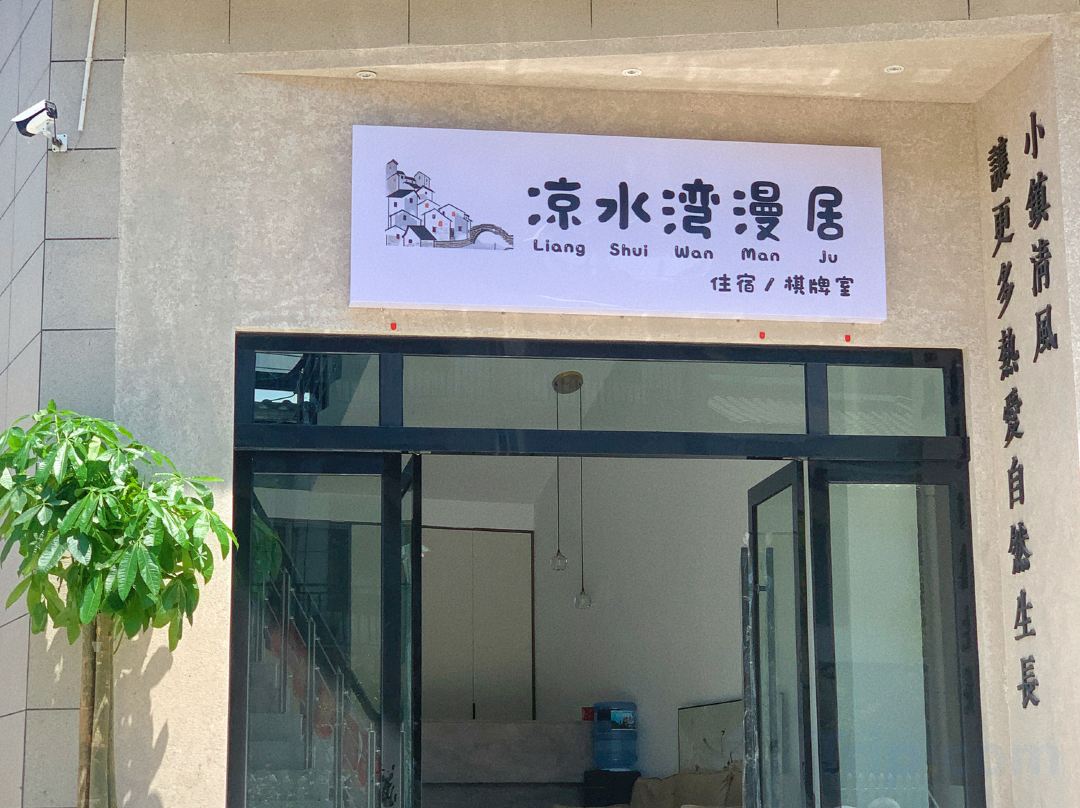 凉水湾漫居
Liang Shui Wan Man Ju
住宿/棋牌室
小镇清風
讓更多熱愛自然生長